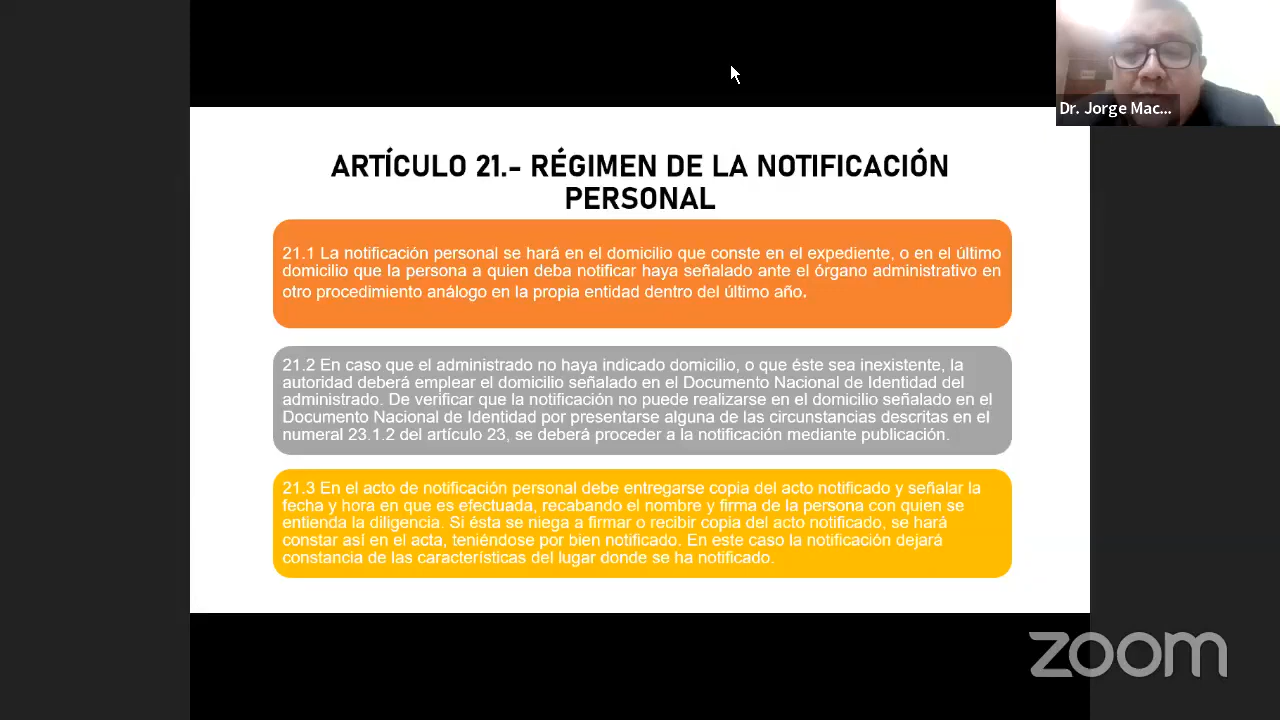 Dr. Jorge Mac...
ARTÍCULO 21.- RÉGIMEN DE LA NOTIFICACIÓN
PERSONAL
21.1 La notificación personal se hará en el domicilio que conste en el expediente, o en el último
domicilio que la persona a quien deba notificar haya señalado ante el órgano administrativo en
otro procedimiento análogo en la propia entidad dentro del último año.
21.2 En caso que el administrado no haya indicado domicilio, o que éste sea inexistente, la
autoridad deberá emplear el domicilio señalado en el Documento Nacional de Identidad del
administrado. De verificar que la notificación no puede realizarse en el domicilio señalado en el
Documento Nacional de Identidad por presentarse alguna de las circunstancias descritas en el
numeral 23.1.2 del artículo 23, se deberá proceder a la notificación mediante publicación.
21.3 En el acto de notificación personal debe entregarse copia del acto notificado y señalar la
fecha y hora en que es efectuada, recabando el nombre y firma de la persona con quien se
entienda la diligencia. Si ésta se niega a firmar o recibir copia del acto notificado, se hará
constar así en el acta, teniéndose por bien notificado. En este caso la notificación dejará
constancia de las características del lugar donde se ha notificado.
zoom